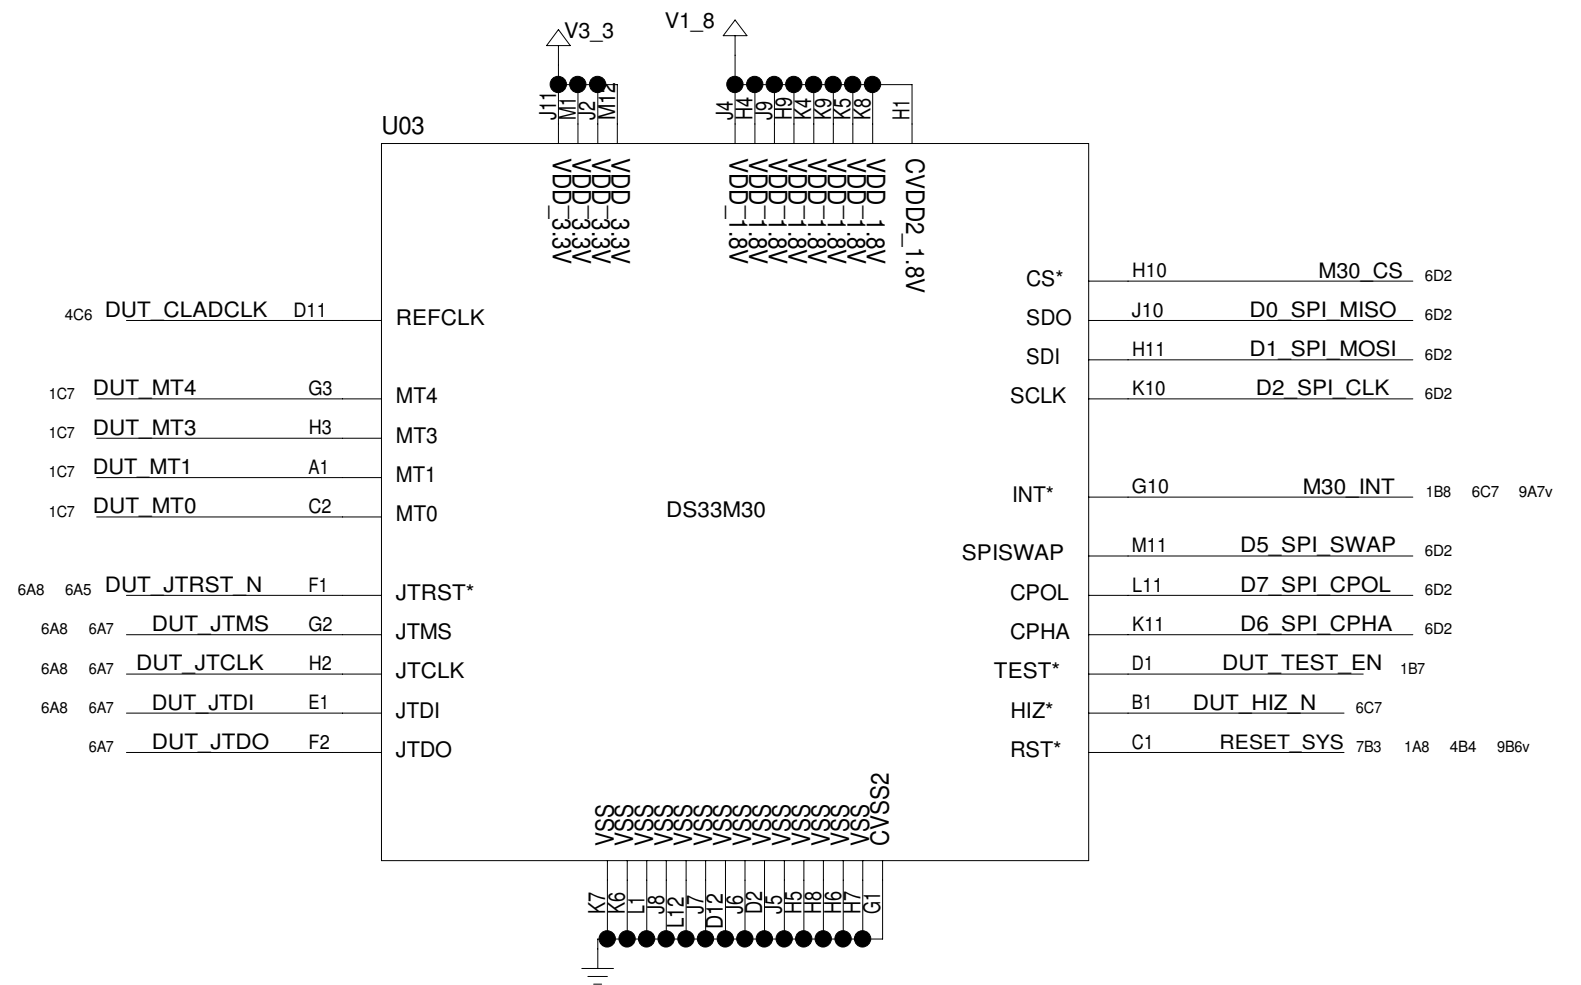 V3_3 V1_8
J11 M1 J2 M12 J4 H4 J9 H9 K4 K9 K5 K8 H1
U03
VDD_3.3V VDD_3.3V VDD_3.3V VDD_3.3V VDD_1.8V VDD_1.8V VDD_1.8V VDD_1.8V VDD_1.8V VDD_1.8V VDD_1.8V VDD_1.8V CVDD2_1.8V
CS* H10 M30_CS 6D2
4C6 DUT_CLADCLK D11 REFCLK SDO J10 D0_SPI_MISO 6D2
SDI H11 D1_SPI_MOSI 6D2
1C7 DUT_MT4 G3 MT4 SCLK K10 D2_SPI_CLK 6D2
1C7 DUT_MT3 H3 MT3
1C7 DUT_MT1 A1 MT1
INT* G10 M30_INT 1B8 6C7 9A7v
1C7 DUT_MT0 C2 MT0 DS33M30
SPISWAP M11 D5_SPI_SWAP 6D2
6A8 6A5 DUT_JTRST_N F1 JTRST* CPOL L11 D7_SPI_CPOL 6D2
6A8 6A7 DUT_JTMS G2 JTMS CPHA K11 D6_SPI_CPHA 6D2
6A8 6A7 DUT_JTCLK H2 JTCLK TEST* D1 DUT_TEST_EN 1B7
6A8 6A7 DUT_JTDI E1 JTDI HIZ* B1 DUT_HIZ_N 6C7
6A7 DUT_JTDO F2 JTDO RST* C1 RESET_SYS 7B3 1A8 4B4 9B6v
VSS VSS VSS VSS VSS VSS VSS VSS VSS VSS VSS VSS VSS VSS CVSS2
K7 K6 L1 J8 L12 J7 D12 J6 D2 J5 H5 H8 H6 H7 G1